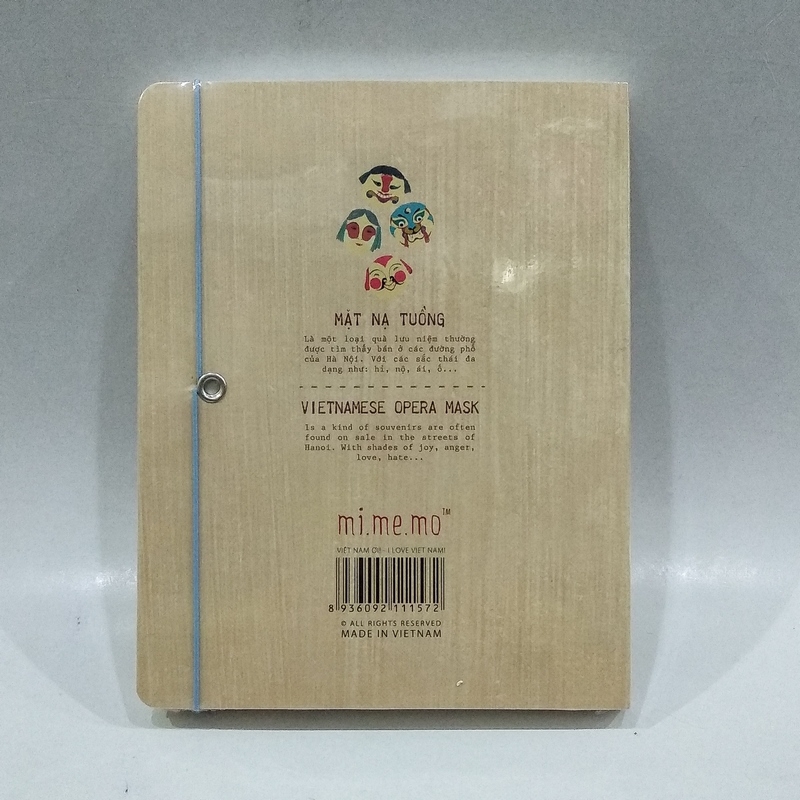 MẶT NẠ TUỒNG
Là một loại quà lưu niệm thường
được tìm thấy bán ở các đường phố
của Hà Nội. Với các sắc thái đa
dạng như: hỉ, nộ, ái, ố...
VIETNAMESE OPERA MASK
Is a kind of souvenirs are often
found on sale in the streets of
Hanoi. With shades of joy, anger,
love, hate...
mi.me.mo™
VIỆT NAM ƠI! - I LOVE VIET NAM!
8 936092 111572
© ALL RIGHTS RESERVED
MADE IN VIETNAM